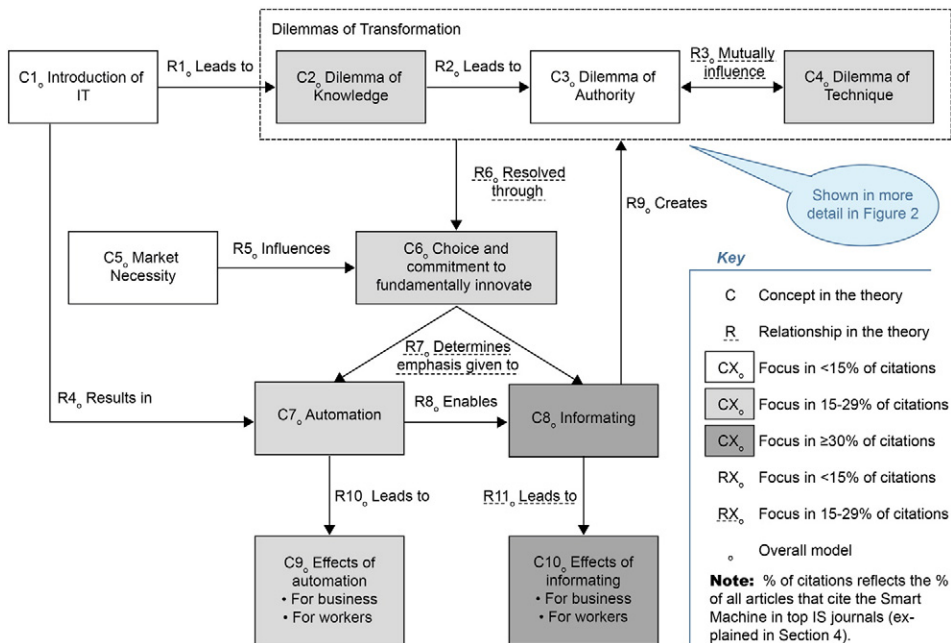 Dilemmas of Transformation
C1o Introduction of
IT
R1o Leads to
C2o Dilemma of
Knowledge
R2o Leads to
C3o Dilemma of
Authority
R3o Mutually
influence
C4o Dilemma of
Technique
R6o Resolved
through
R9o Creates
Shown in more
detail in Figure 2
C5o Market
Necessity
R5o Influences
C6o Choice and
commitment to
fundamentally innovate
R7o Determines
emphasis given to
R4o Results in
C7o Automation
R8o Enables
C8o Informating
R10o Leads to
R11o Leads to
C9o Effects of
automation
• For business
• For workers
C10o Effects of
informating
• For business
• For workers
Key
C Concept in the theory
R Relationship in the theory
CXo Focus in <15% of citations
CXo Focus in 15-29% of citations
CXo Focus in ≥30% of citations
RXo Focus in <15% of citations
RXo Focus in 15-29% of citations
o Overall model
Note: % of citations reflects the %
of all articles that cite the Smart
Machine in top IS journals (ex-
plained in Section 4).